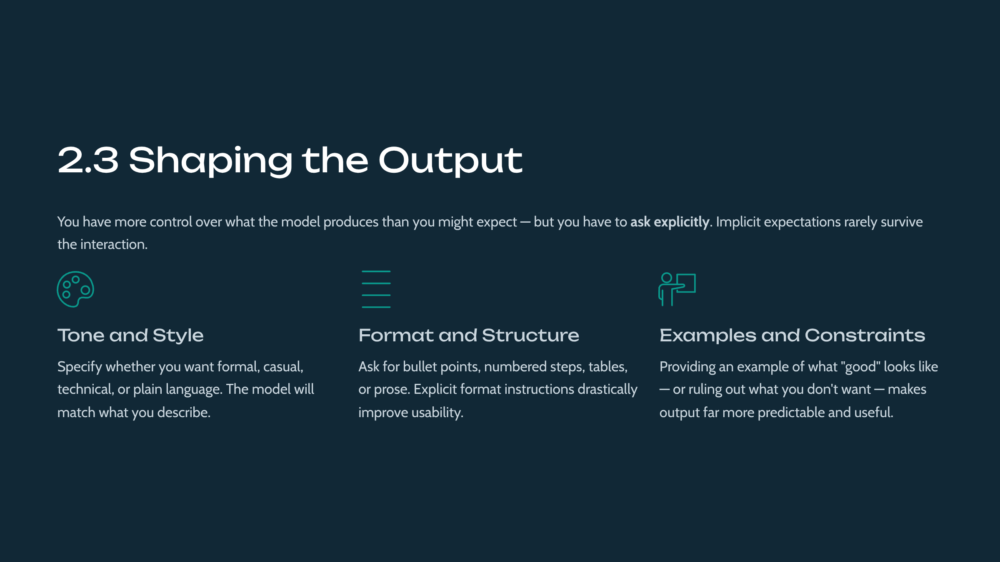 2.3 Shaping the Output
You have more control over what the model produces than you might expect — but you have to ask explicitly. Implicit expectations rarely survive
the interaction.
Tone and Style
Specify whether you want formal, casual,
technical, or plain language. The model will
match what you describe.
Format and Structure
Ask for bullet points, numbered steps, tables,
or prose. Explicit format instructions drastically
improve usability.
Examples and Constraints
Providing an example of what "good" looks like
— or ruling out what you don't want — makes
output far more predictable and useful.